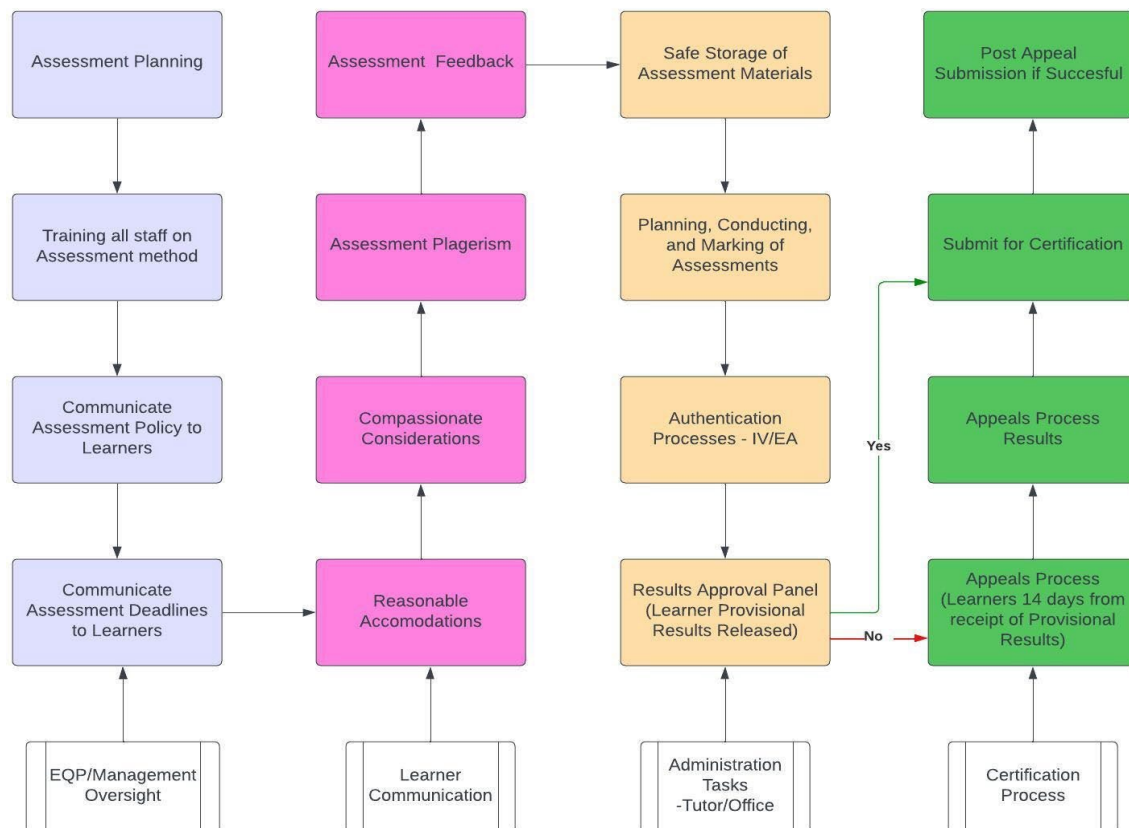 Assessment Planning
Training all staff on
Assessment method
Communicate
Assessment Policy to
Learners
Communicate
Assessment Deadlines
to Learners
EQP/Management
Oversight
Assessment Feedback
Assessment Plagerism
Compassionate
Considerations
Reasonable
Accomodations
Learner
Communication
Safe Storage of
Assessment Materials
Planning, Conducting,
and Marking of
Assessments
Authentication
Processes - IV/EA
Results Approval Panel
(Learner Provisional
Results Released)
Administration
Tasks
-Tutor/Office
Yes
No
Post Appeal
Submission if Succesful
Submit for Certification
Appeals Process
Results
Appeals Process
(Learners 14 days from
receipt of Provisional
Results)
Certification
Process